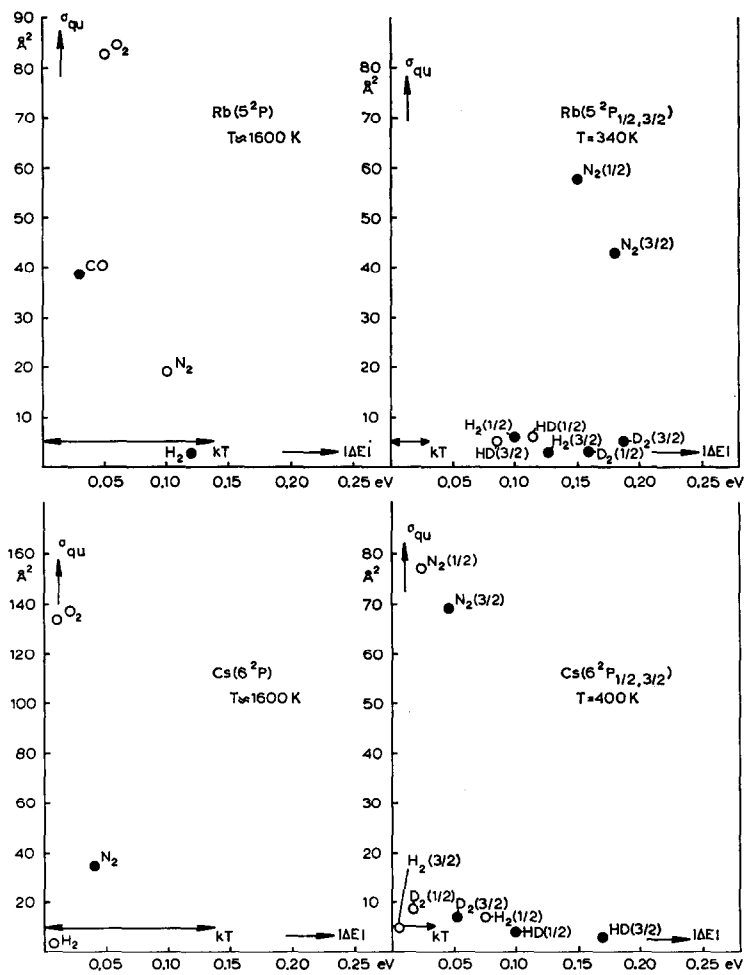 90
σqu
Å²
80
70
60
50
40
30
20
10
O₂
Rb(5²P)
T≈1600 K
CO
N₂
H₂
kT
|ΔE|
0,05
0,10
0,15
0,20 eV
σqu
Å²
80
70
60
50
40
30
20
10
Rb(5²P1/2,3/2)
T=340K
N₂(1/2)
N₂(3/2)
H₂(1/2)
HD(1/2)
HD(3/2)
H₂(3/2)
D₂(1/2)
D₂(3/2)
kT
|ΔE|
0,05
0,10
0,15
0,20
0,25 eV
σqu
160
Å²
140
120
100
80
60
40
20
O₂
Cs(6²P)
T≈1600 K
N₂
H₂
kT
|ΔE|
0,05
0,10
0,15
0,20 eV
σqu
Å²
80
70
60
50
40
30
20
10
N₂(1/2)
N₂(3/2)
Cs(6²P1/2,3/2)
T=400K
H₂(3/2)
D₂(1/2)
D₂(3/2)
H₂(1/2)
HD(1/2)
HD(3/2)
kT
|ΔE|
0,05
0,10
0,15
0,20
0,25 eV